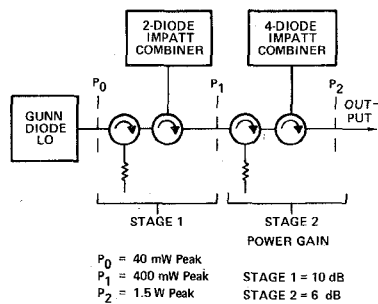 2-DIODE
IMPATT
COMBINER
4-DIODE
IMPATT
COMBINER
P0
P1
P2
OUT-
PUT
GUNN
DIODE
LO
STAGE 1
STAGE 2
POWER GAIN
P0 = 40 mW Peak
P1 = 400 mW Peak
P2 = 1.5 W Peak
STAGE 1 = 10 dB
STAGE 2 = 6 dB